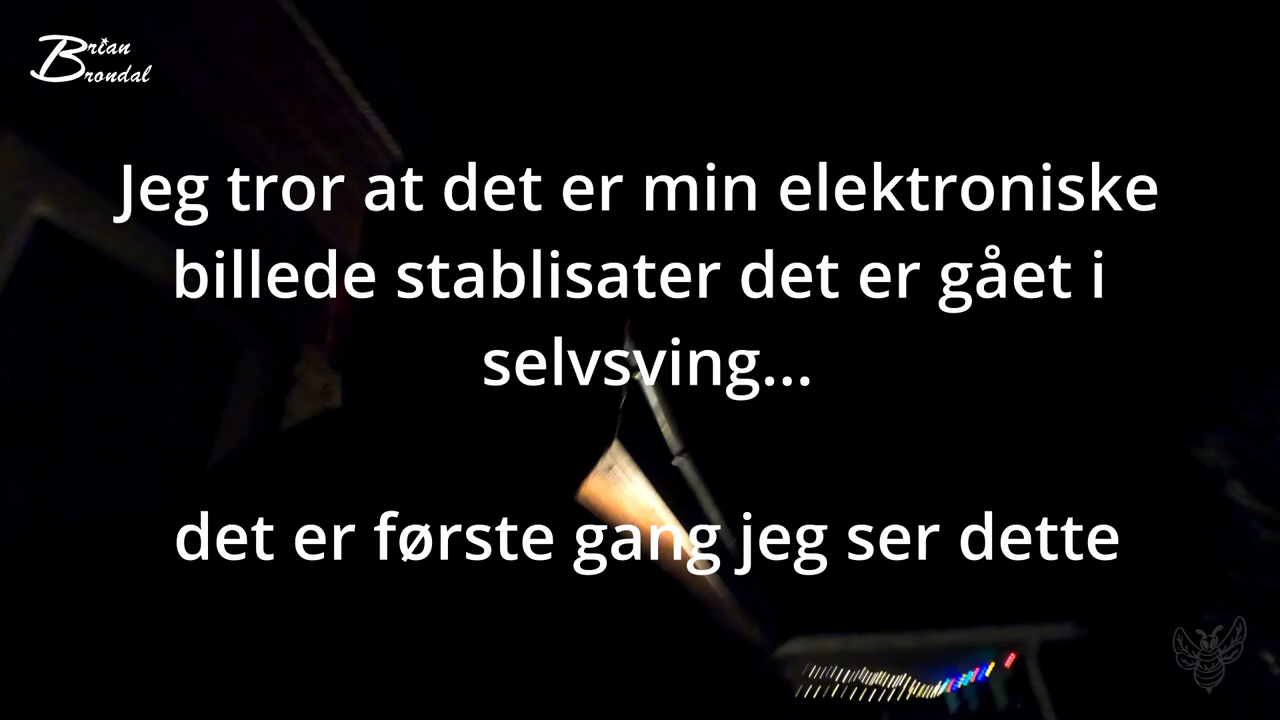 Brian
Brondal
Jeg tror at det er min elektroniske
billede stablisater det er gået i
selvsving...
det er første gang jeg ser dette